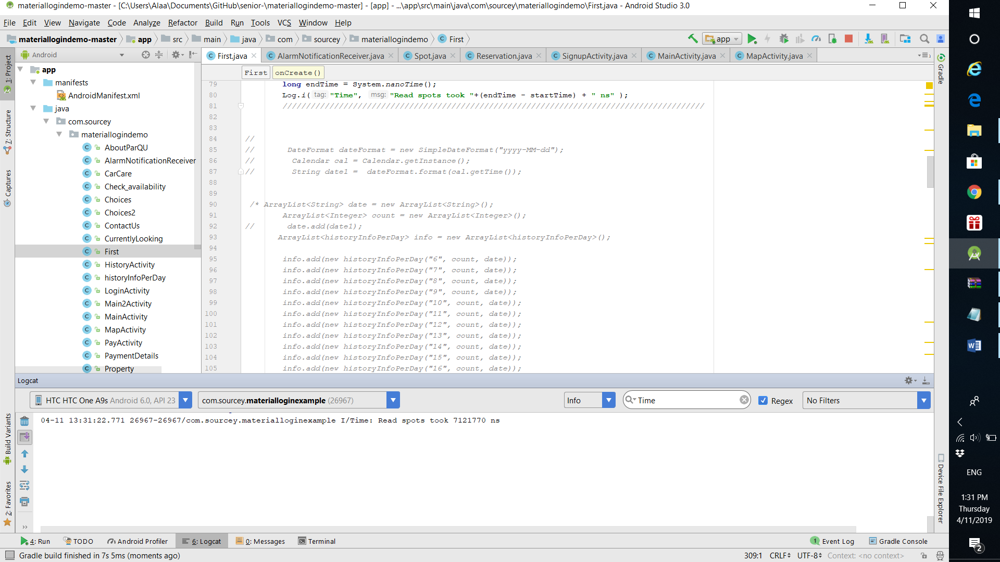 materiallogindemo-master - [C:\Users\Alaa\Documents\GitHub\senior-\materiallogindemo-master] - [app] - ...\app\src\main\java\com\sourcey\materiallogindemo\First.java - Android Studio 3.0
File Edit View Navigate Code Analyze Refactor Build Run Tools VCS Window Help
materiallogindemo-master app src main java com sourcey materiallogindemo First
app
Android
First.java AlarmNotificationReceiver.java Spot.java Reservation.java SignupActivity.java MainActivity.java MapActivity.java
First onCreate()
1: Project
7: Structure
Captures
Build Variants
2: Favorites
app
manifests
AndroidManifest.xml
java
com.sourcey
materiallogindemo
AboutParQU
AlarmNotificationReceiver
CarCare
Check_availability
Choices
Choices2
ContactUs
CurrentlyLooking
First
HistoryActivity
historyInfoPerDay
LoginActivity
Main2Activity
MainActivity
MapActivity
PayActivity
PaymentDetails
Property
79 long endTime = System.nanoTime();
80 Log.i( tag: "Time", msg: "Read spots took "+(endTime - startTime) + " ns" );
81 //////////////////////////////////////////////////////////////////////////////////////////
82
83
84 //
85 // DateFormat dateFormat = new SimpleDateFormat("yyyy-MM-dd");
86 // Calendar cal = Calendar.getInstance();
87 // String date1 = dateFormat.format(cal.getTime());
88
89
90 /* ArrayList<String> date = new ArrayList<String>();
91 ArrayList<Integer> count = new ArrayList<Integer>();
92 // date.add(date1);
93 ArrayList<historyInfoPerDay> info = new ArrayList<historyInfoPerDay>();
94
95 info.add(new historyInfoPerDay("6", count, date));
96 info.add(new historyInfoPerDay("7", count, date));
97 info.add(new historyInfoPerDay("8", count, date));
98 info.add(new historyInfoPerDay("9", count, date));
99 info.add(new historyInfoPerDay("10", count, date));
100 info.add(new historyInfoPerDay("11", count, date));
101 info.add(new historyInfoPerDay("12", count, date));
102 info.add(new historyInfoPerDay("13", count, date));
103 info.add(new historyInfoPerDay("14", count, date));
104 info.add(new historyInfoPerDay("15", count, date));
105 info.add(new historyInfoPerDay("16", count, date));
Gradle
Device File Explorer
Logcat
HTC HTC One A9s Android 6.0, API 23 com.sourcey.materialloginexample (26967) Info Time Regex No Filters
04-11 13:31:22.771 26967-26967/com.sourcey.materialloginexample I/Time: Read spots took 7121770 ns
4: Run TODO Android Profiler 6: Logcat 0: Messages Terminal 1 Event Log Gradle Console
Gradle build finished in 7s 5ms (moments ago) 309:1 CRLF UTF-8 Context: <no context>
ENG
1:31 PM
Thursday
4/11/2019
2